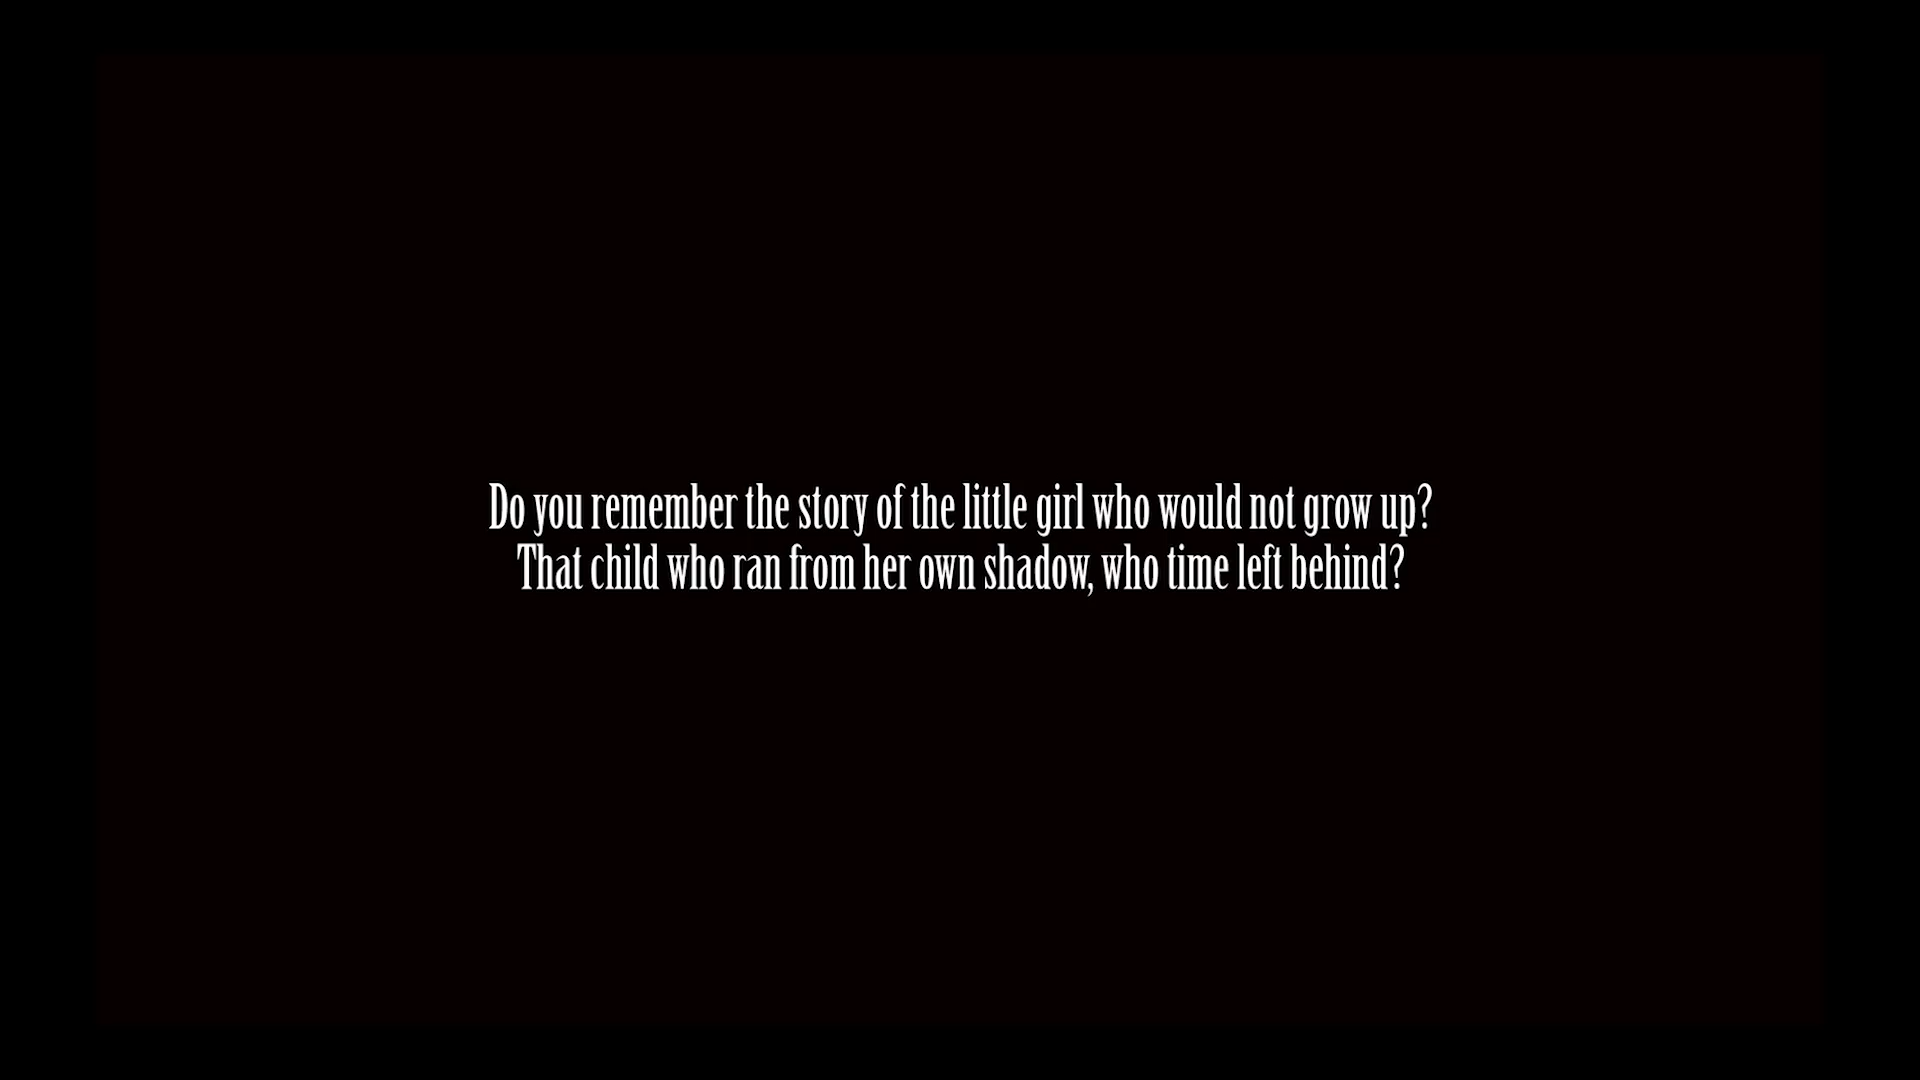 Do you remember the story of the little girl who would not grow up?
That child who ran from her own shadow, who time left behind?